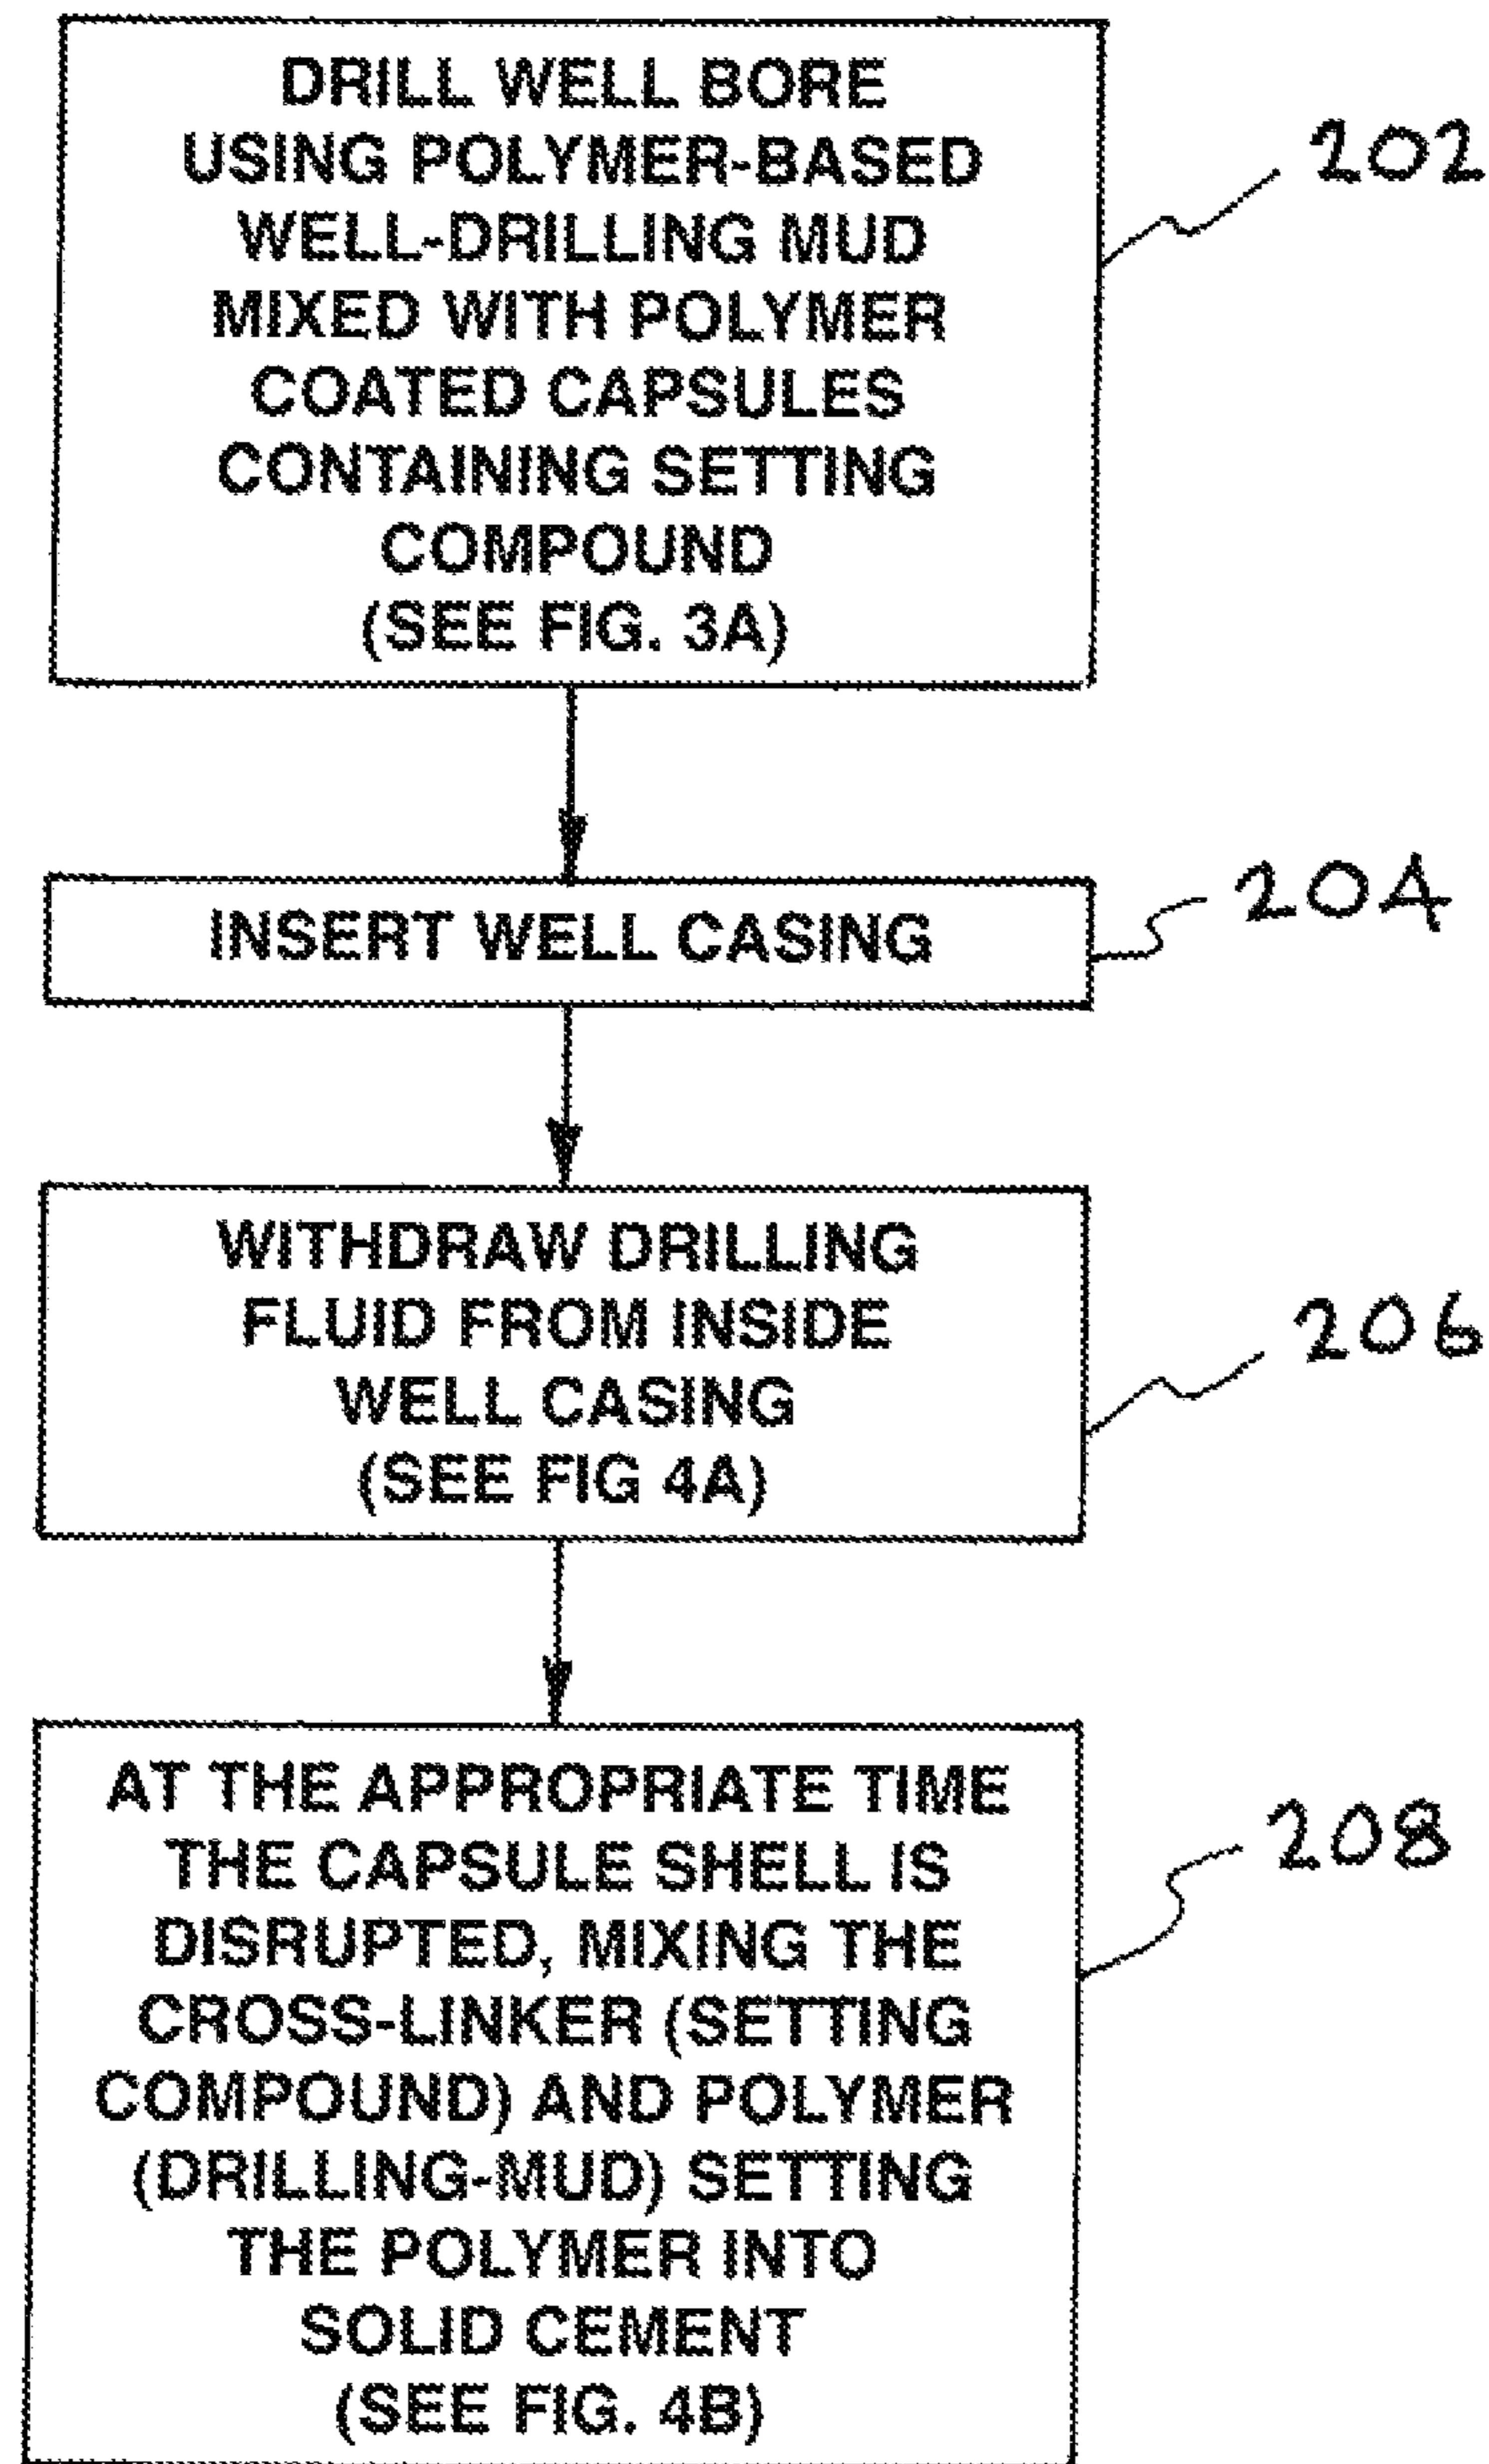 DRILL WELL BORE
USING POLYMER-BASED
WELL-DRILLING MUD
MIXED WITH POLYMER
COATED CAPSULES
CONTAINING SETTING
COMPOUND
(SEE FIG. 3A)
202
INSERT WELL CASING
204
WITHDRAW DRILLING
FLUID FROM INSIDE
WELL CASING
(SEE FIG 4A)
206
AT THE APPROPRIATE TIME
THE CAPSULE SHELL IS
DISRUPTED, MIXING THE
CROSS-LINKER (SETTING
COMPOUND) AND POLYMER
(DRILLING-MUD) SETTING
THE POLYMER INTO
SOLID CEMENT
(SEE FIG. 4B)
208